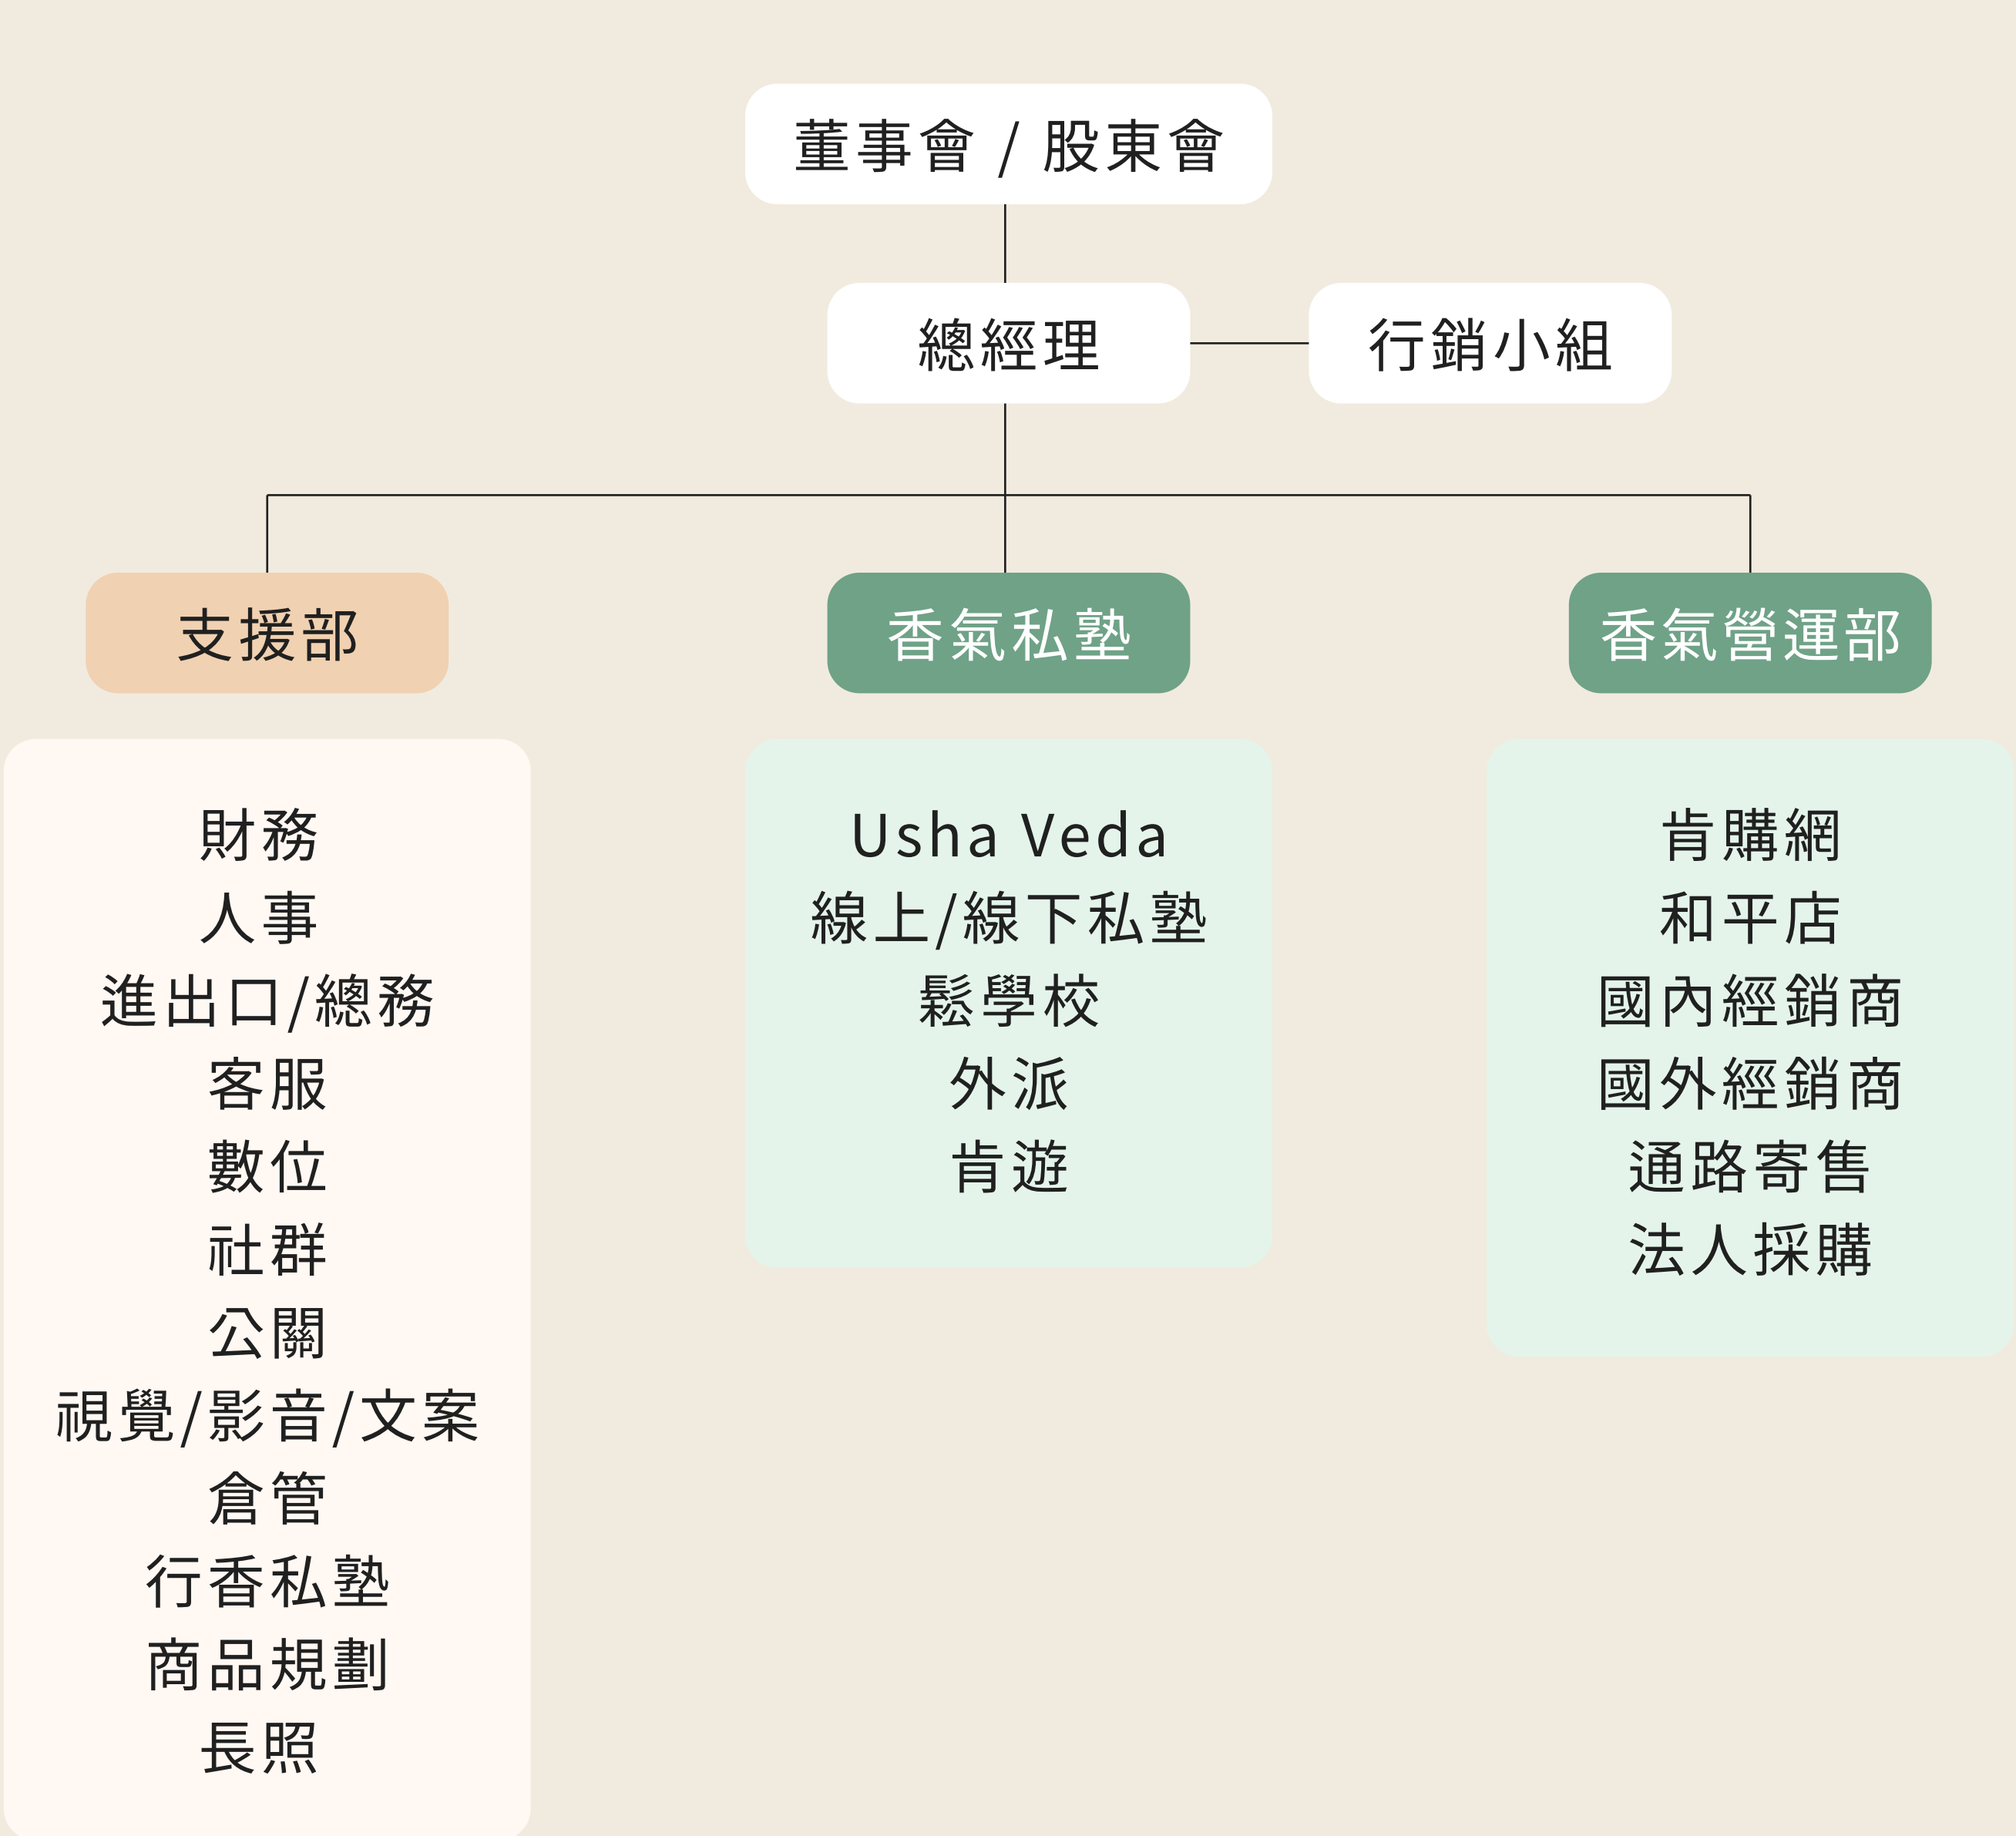 董事會 / 股東會
總經理
行銷小組
支援部
香氣私塾
香氣營運部
財務
人事
進出口/總務
客服
數位
社群
公關
視覺/影音/文案
倉管
行香私塾
商品規劃
長照
Usha Veda
線上/線下私塾
影學校
外派
肯遊
肯購網
和平店
國內經銷商
國外經銷商
通路寄售
法人採購